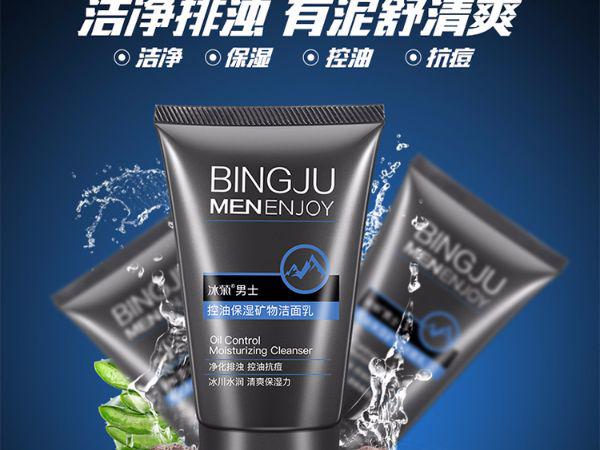 洁净排浊 有泥舒清爽
洁净 保湿 控油 抗痘
BINGJU
MENENJOY
冰菊®男士
控油保湿矿物洁面乳
Oil Control
Moisturizing Cleanser
净化排浊 控油抗痘
冰川水润 清爽保湿力
BINGJU
MENENJOY